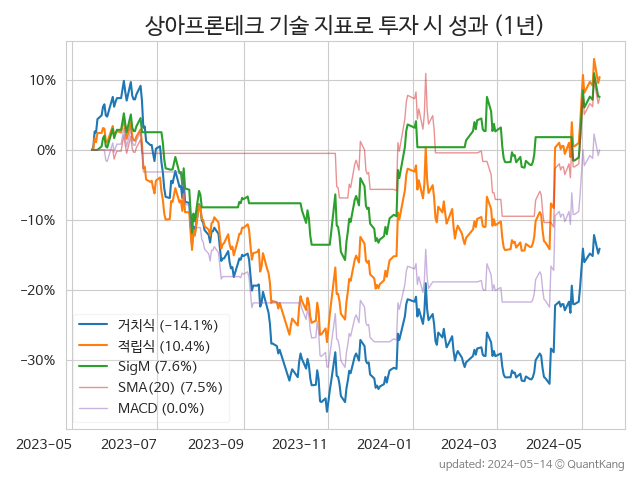 상아프론테크 기술 지표로 투자 시 성과 (1년)
10%
0%
−10%
−20%
−30%
거치식 (−14.1%)
적립식 (10.4%)
SigM (7.6%)
SMA(20) (7.5%)
MACD (0.0%)
2023-05 2023-07 2023-09 2023-11 2024-01 2024-03 2024-05
updated: 2024-05-14 © QuantKang